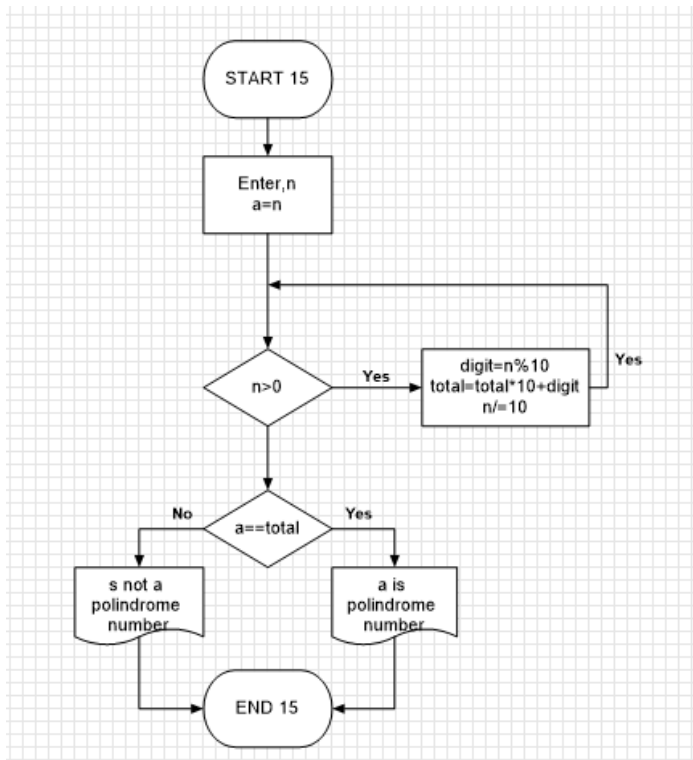 START 15
Enter,n
a=n
n>0
Yes
digit=n%10
total=total*10+digit
n/=10
Yes
a==total
No
Yes
s not a
polindrome
number
a is
polindrome
number
END 15